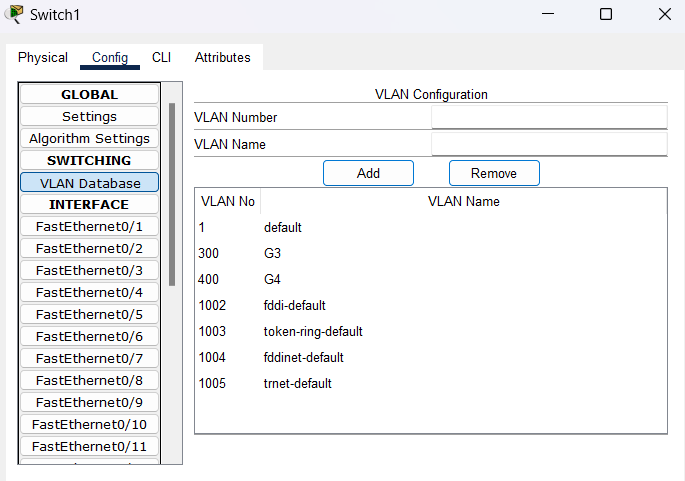 Switch1
Physical Config CLI Attributes
GLOBAL
Settings
Algorithm Settings
SWITCHING
VLAN Database
INTERFACE
FastEthernet0/1
FastEthernet0/2
FastEthernet0/3
FastEthernet0/4
FastEthernet0/5
FastEthernet0/6
FastEthernet0/7
FastEthernet0/8
FastEthernet0/9
FastEthernet0/10
FastEthernet0/11
VLAN Configuration
VLAN Number
VLAN Name
Add Remove
VLAN No VLAN Name
1 default
300 G3
400 G4
1002 fddi-default
1003 token-ring-default
1004 fddinet-default
1005 trnet-default